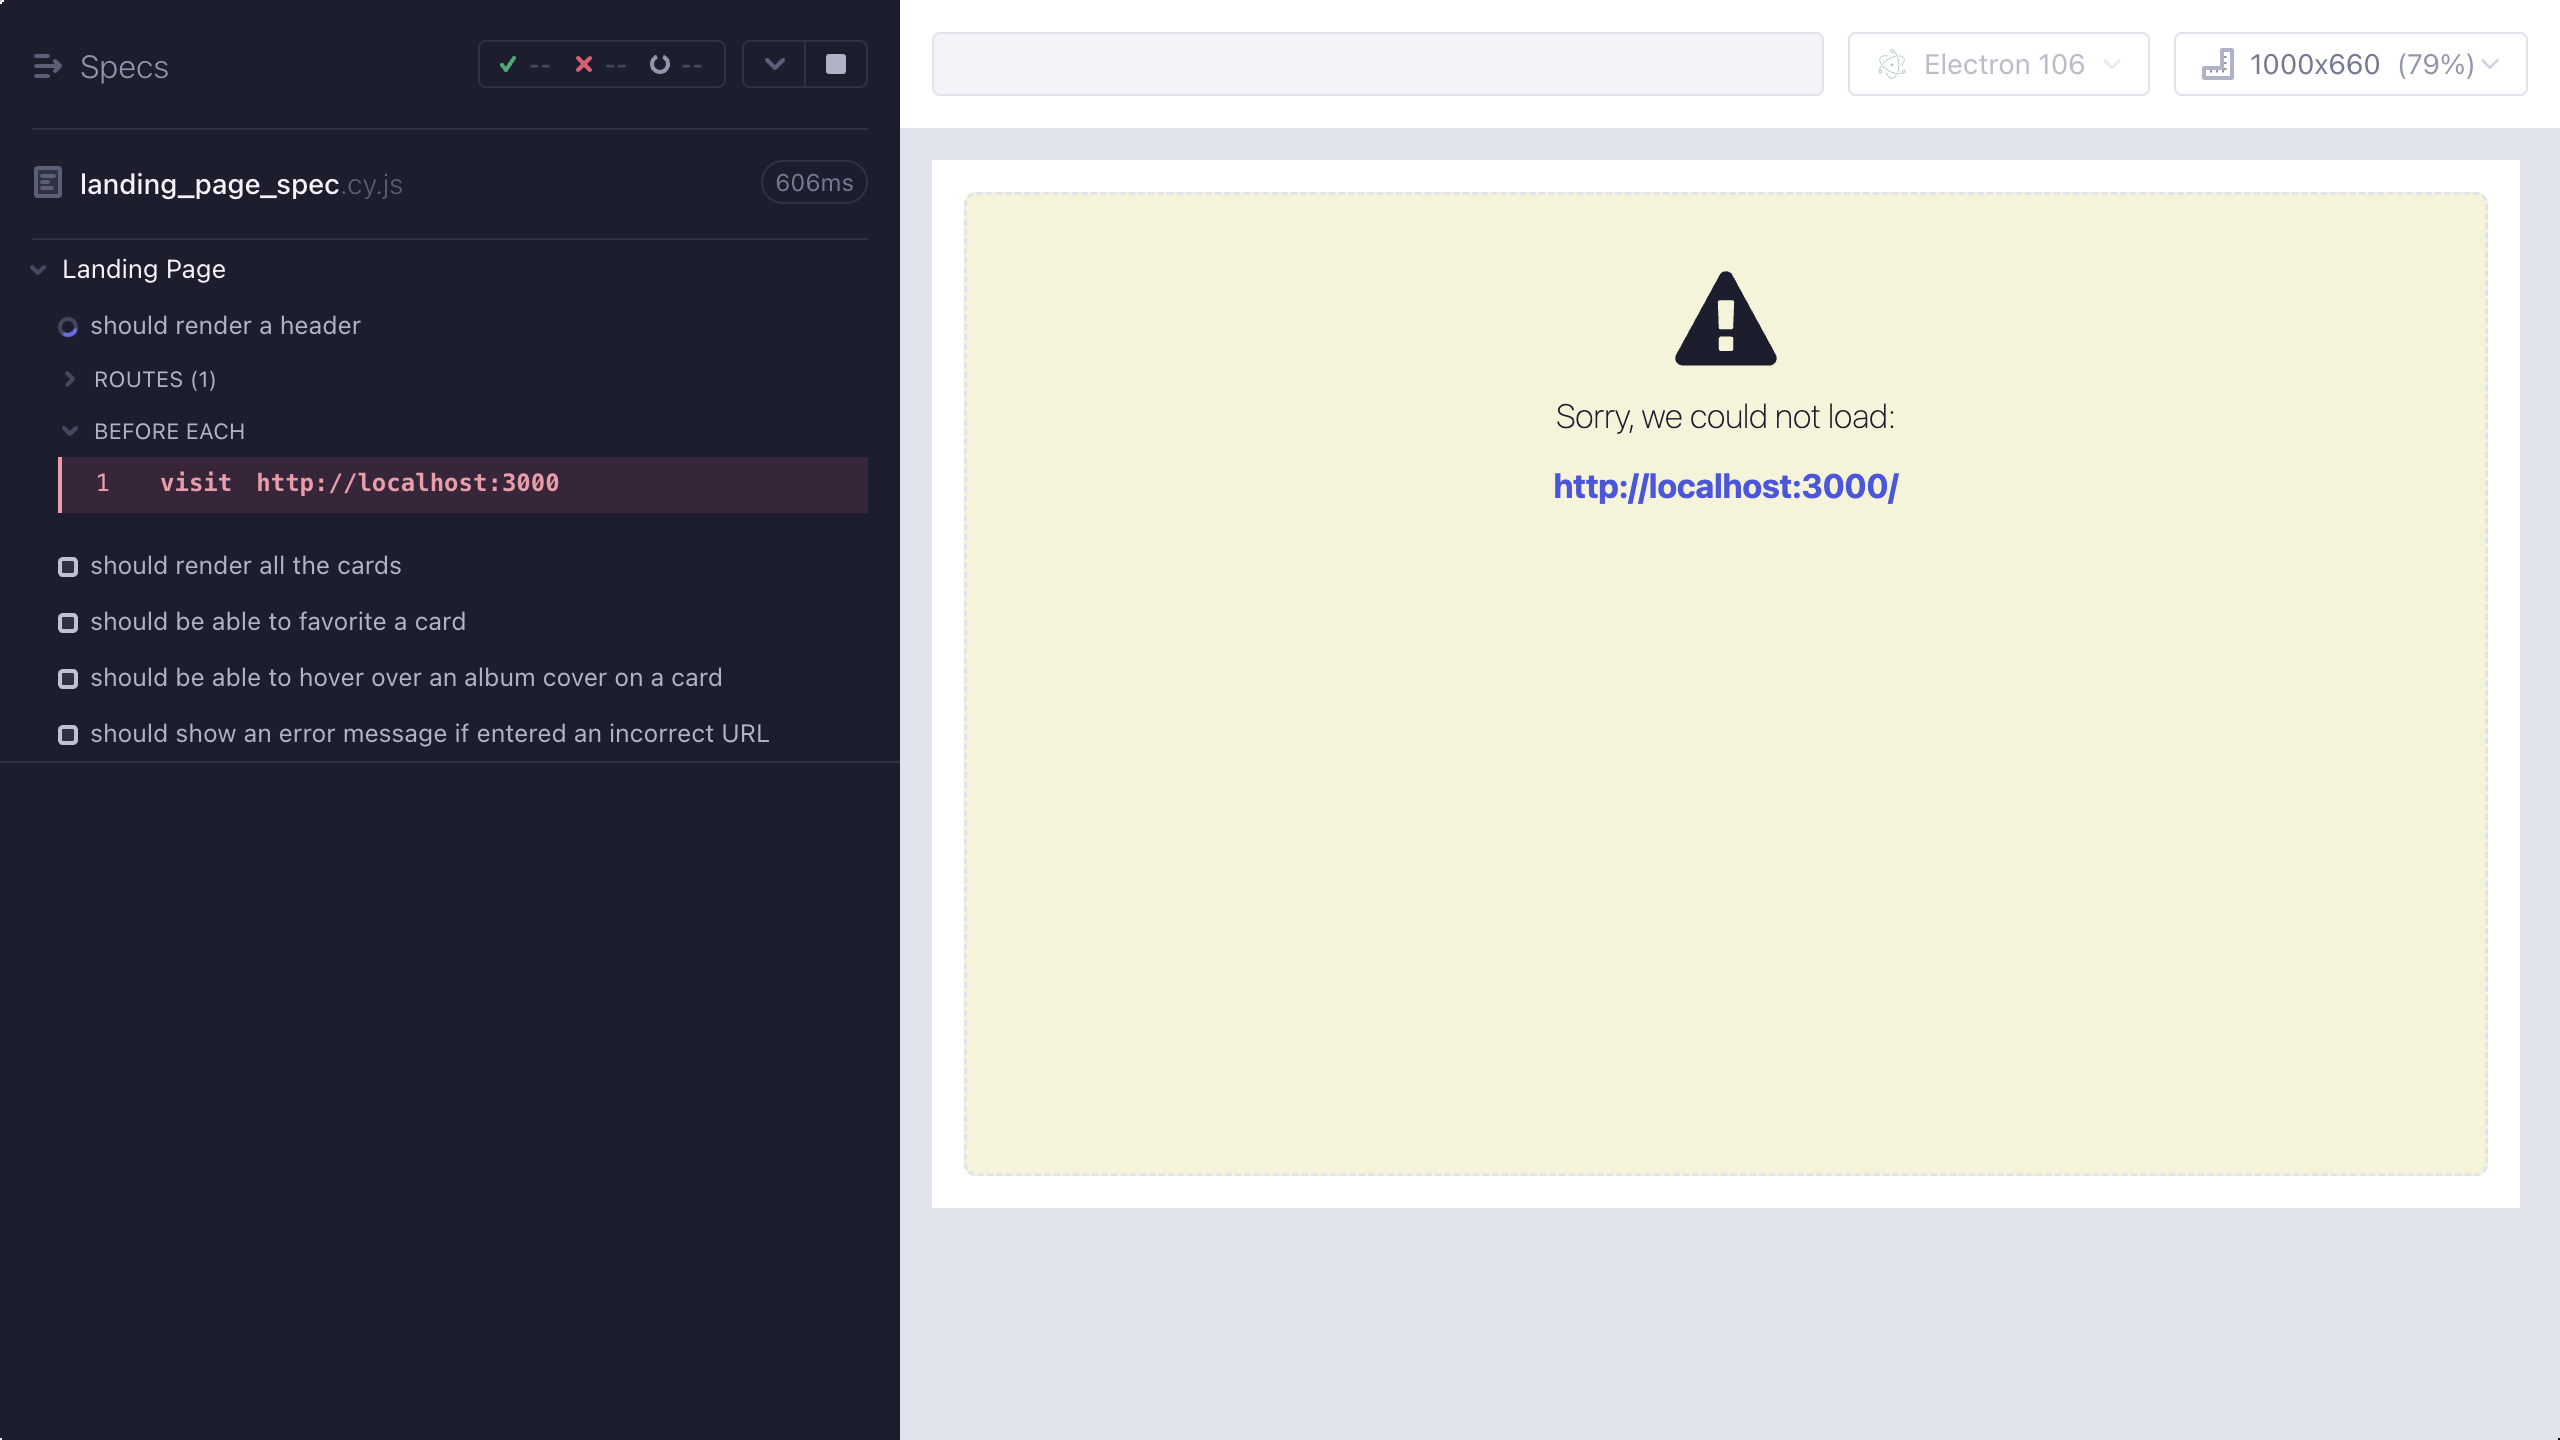 Specs
-- -- --
landing_page_spec.cy.js
606ms
Landing Page
should render a header
ROUTES (1)
BEFORE EACH
1 visit http://localhost:3000
should render all the cards
should be able to favorite a card
should be able to hover over an album cover on a card
should show an error message if entered an incorrect URL
Electron 106
1000x660 (79%)
Sorry, we could not load:
http://localhost:3000/